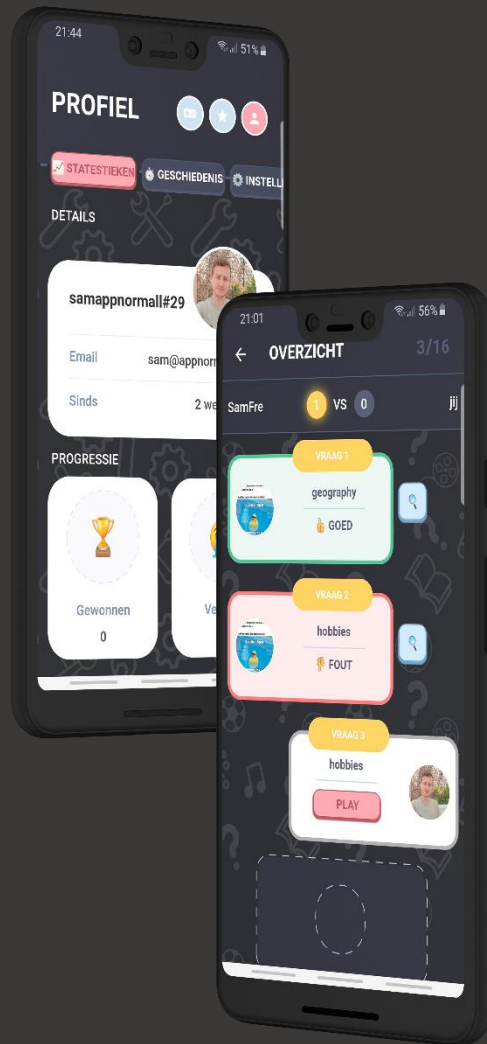 21:44
51%
PROFIEL
STATESTIEKEN
GESCHIEDENIS
INSTELL
DETAILS
samappnormall#29
Email
sam@appnorm
Sinds
2 we
PROGRESSIE
Gewonnen
0
Ve
21:01
56%
OVERZICHT
3/16
SamFre
1 VS 0
jij
VRAAG 1
geography
GOED
VRAAG 2
hobbies
FOUT
VRAAG 3
hobbies
PLAY